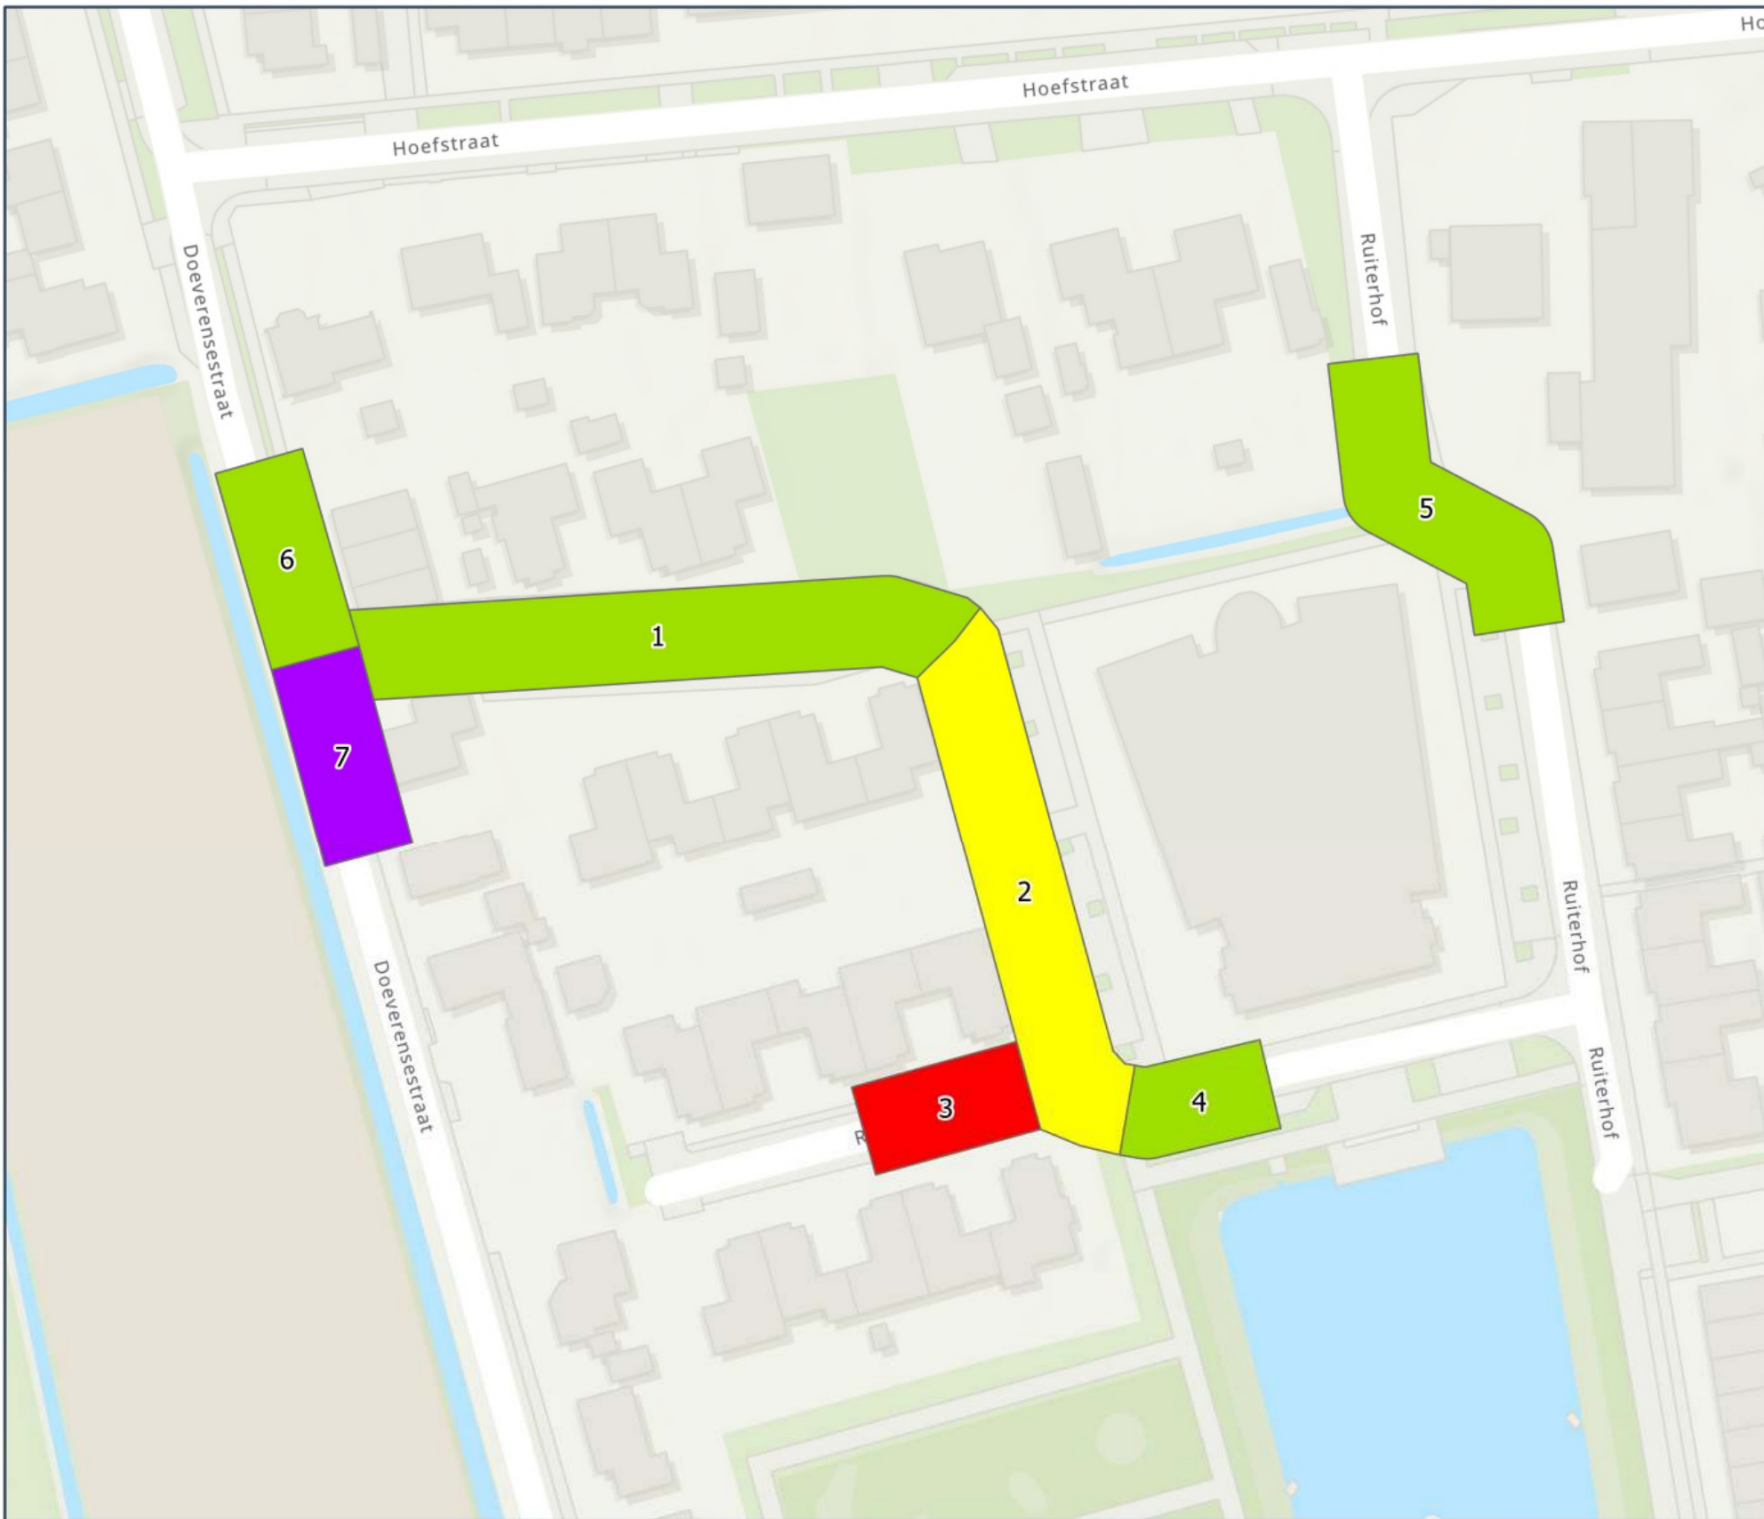 Ho
Hoefstraat
Hoefstraat
Doeverensestraat
Ruiterhof
6
5
1
7
2
Ruiterhof
Doeverensestraat
Ruiterhof
4
3
R